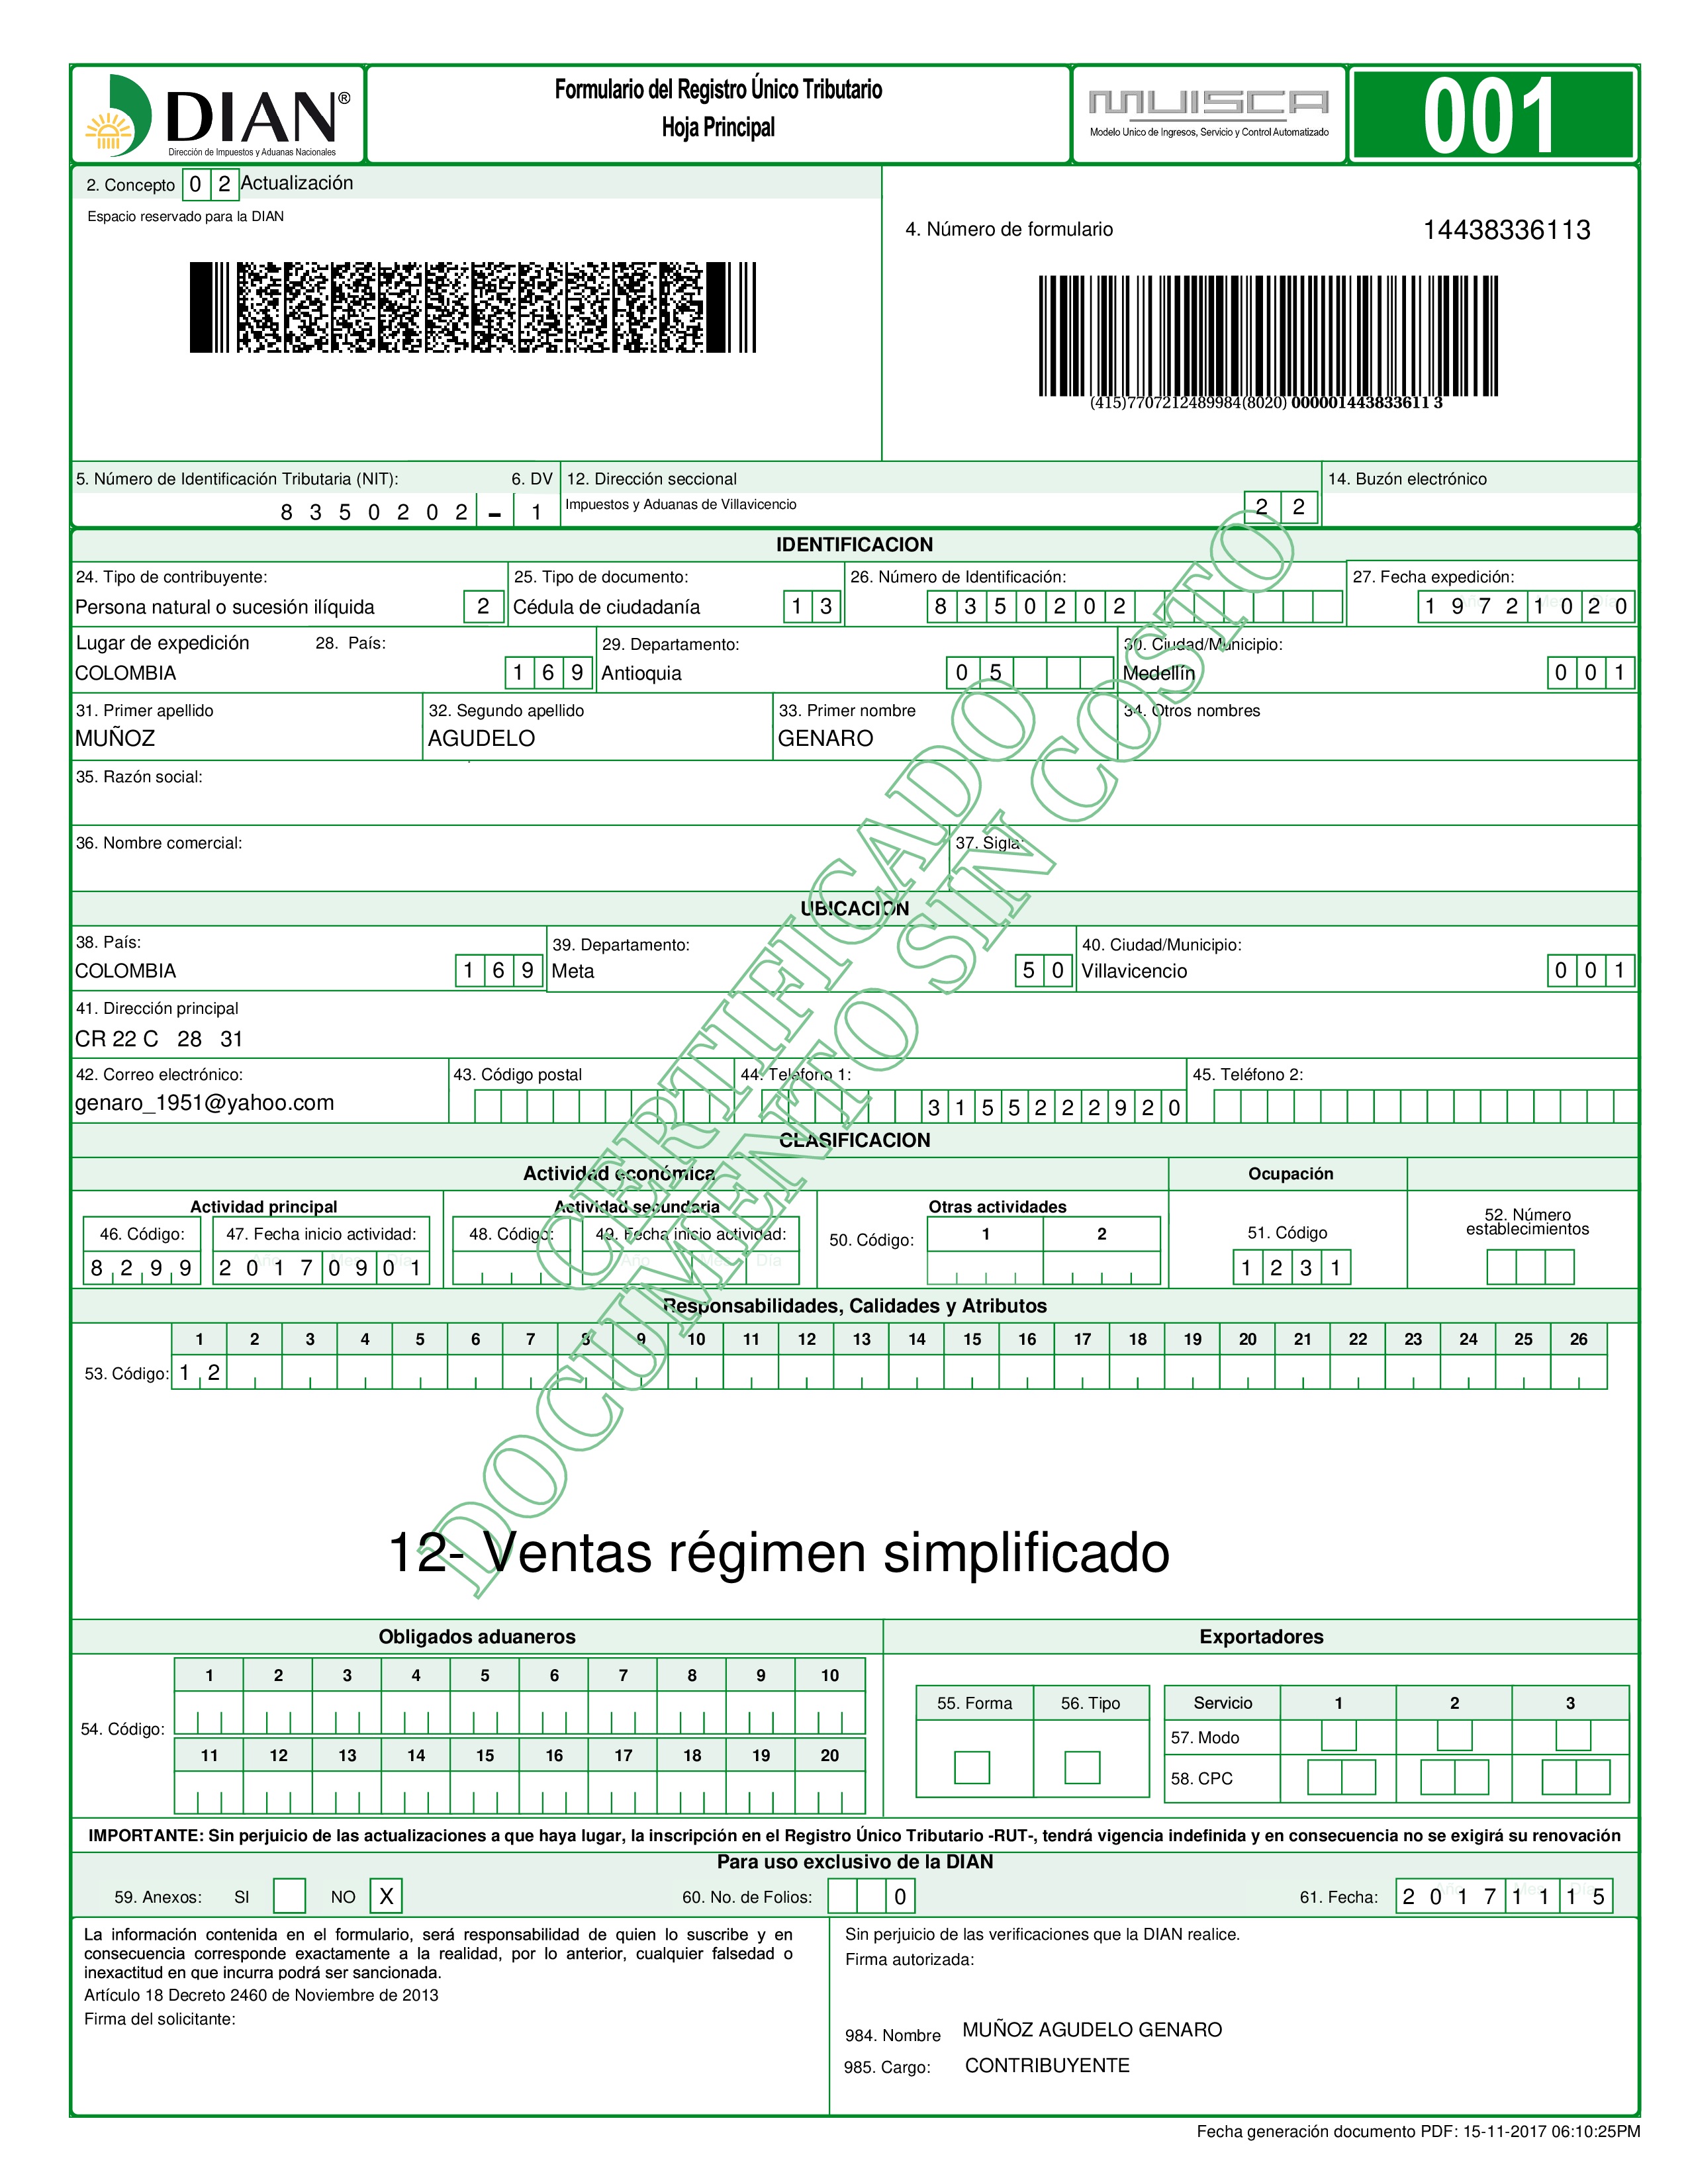 DIAN®
Dirección de Impuestos y Aduanas Nacionales
Formulario del Registro Único Tributario
Hoja Principal
MUISCA
Modelo Unico de Ingresos, Servicio y Control Automatizado
001
2. Concepto 0 2 Actualización
Espacio reservado para la DIAN
4. Número de formulario 14438336113
(415)7707212489984(8020) 000001443833611 3
5. Número de Identificación Tributaria (NIT): 6. DV 12. Dirección seccional 14. Buzón electrónico
8 3 5 0 2 0 2 - 1 Impuestos y Aduanas de Villavicencio 2 2
IDENTIFICACION
24. Tipo de contribuyente: 25. Tipo de documento: 26. Número de Identificación: 27. Fecha expedición:
Persona natural o sucesión ilíquida 2 Cédula de ciudadanía 1 3 8 3 5 0 2 0 2 1 9 7 2 1 0 2 0
Lugar de expedición 28. País: 29. Departamento: 30. Ciudad/Municipio:
COLOMBIA 1 6 9 Antioquia 0 5 Medellín 0 0 1
31. Primer apellido 32. Segundo apellido 33. Primer nombre 34. Otros nombres
MUÑOZ AGUDELO GENARO
35. Razón social:
36. Nombre comercial: 37. Sigla:
UBICACION
38. País: 39. Departamento: 40. Ciudad/Municipio:
COLOMBIA 1 6 9 Meta 5 0 Villavicencio 0 0 1
41. Dirección principal
CR 22 C 28 31
42. Correo electrónico: 43. Código postal 44. Teléfono 1: 45. Teléfono 2:
genaro_1951@yahoo.com 3 1 5 5 2 2 2 9 2 0
CLASIFICACION
Actividad económica Ocupación
Actividad principal Actividad secundaria Otras actividades 52. Número establecimientos
46. Código: 47. Fecha inicio actividad: 48. Código: 49. Fecha inicio actividad: 50. Código: 1 2 51. Código
8 2 9 9 2 0 1 7 0 9 0 1 Año Mes Día 1 2 3 1
Responsabilidades, Calidades y Atributos
1 2 3 4 5 6 7 8 9 10 11 12 13 14 15 16 17 18 19 20 21 22 23 24 25 26
53. Código: 1 2
12- Ventas régimen simplificado
CERTIFICADO
DOCUMENTO SIN COSTO
Obligados aduaneros Exportadores
1 2 3 4 5 6 7 8 9 10
54. Código:
11 12 13 14 15 16 17 18 19 20
55. Forma 56. Tipo Servicio 1 2 3
57. Modo
58. CPC
IMPORTANTE: Sin perjuicio de las actualizaciones a que haya lugar, la inscripción en el Registro Único Tributario -RUT-, tendrá vigencia indefinida y en consecuencia no se exigirá su renovación
Para uso exclusivo de la DIAN
59. Anexos: SI NO X 60. No. de Folios: 0 61. Fecha: 2 0 1 7 1 1 1 5
La información contenida en el formulario, será responsabilidad de quien lo suscribe y en
consecuencia corresponde exactamente a la realidad, por lo anterior, cualquier falsedad o
inexactitud en que incurra podrá ser sancionada.
Artículo 18 Decreto 2460 de Noviembre de 2013
Firma del solicitante:
Sin perjuicio de las verificaciones que la DIAN realice.
Firma autorizada:
984. Nombre MUÑOZ AGUDELO GENARO
985. Cargo: CONTRIBUYENTE
Fecha generación documento PDF: 15-11-2017 06:10:25PM